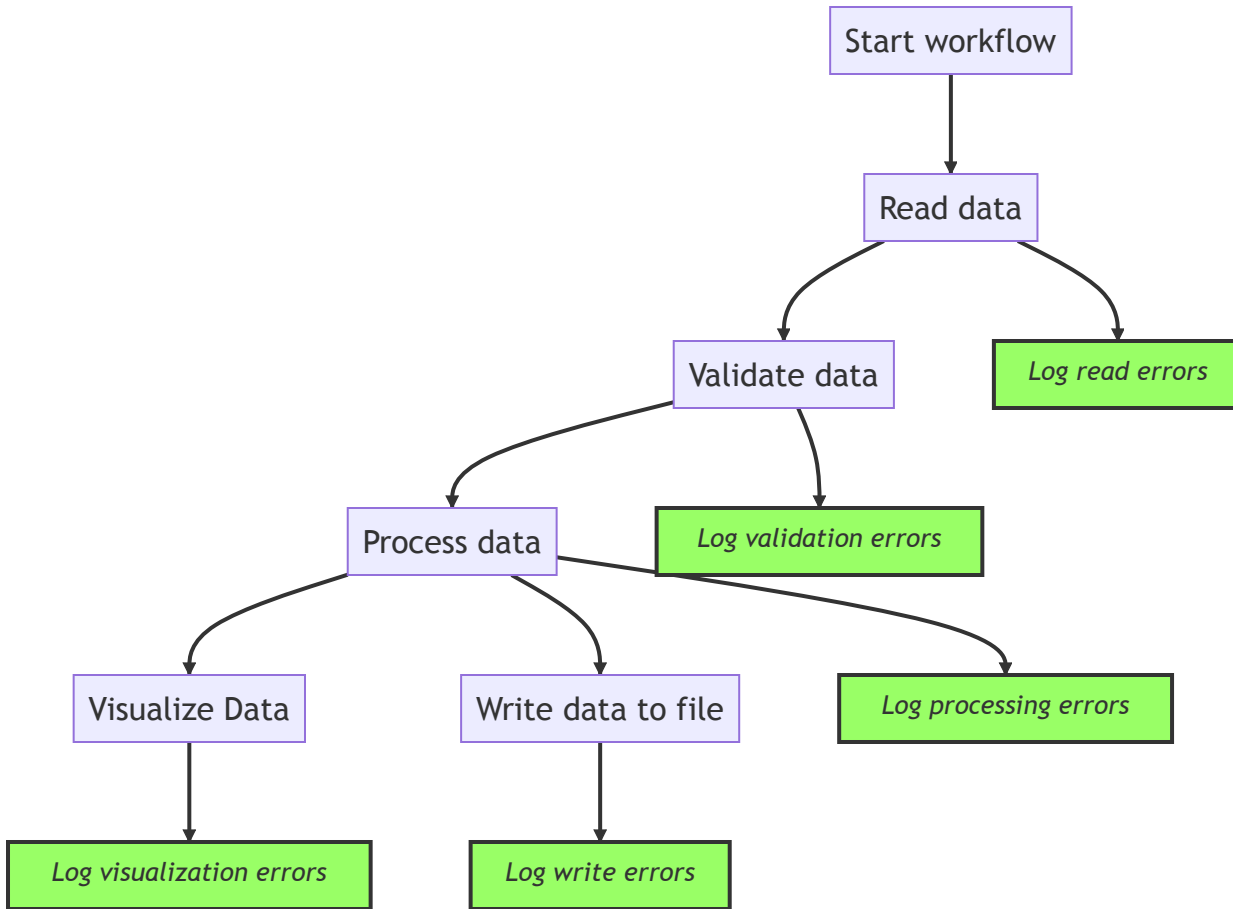 Start workflow
Read data
Validate data
Log read errors
Process data
Log validation errors
Visualize Data
Write data to file
Log processing errors
Log visualization errors
Log write errors